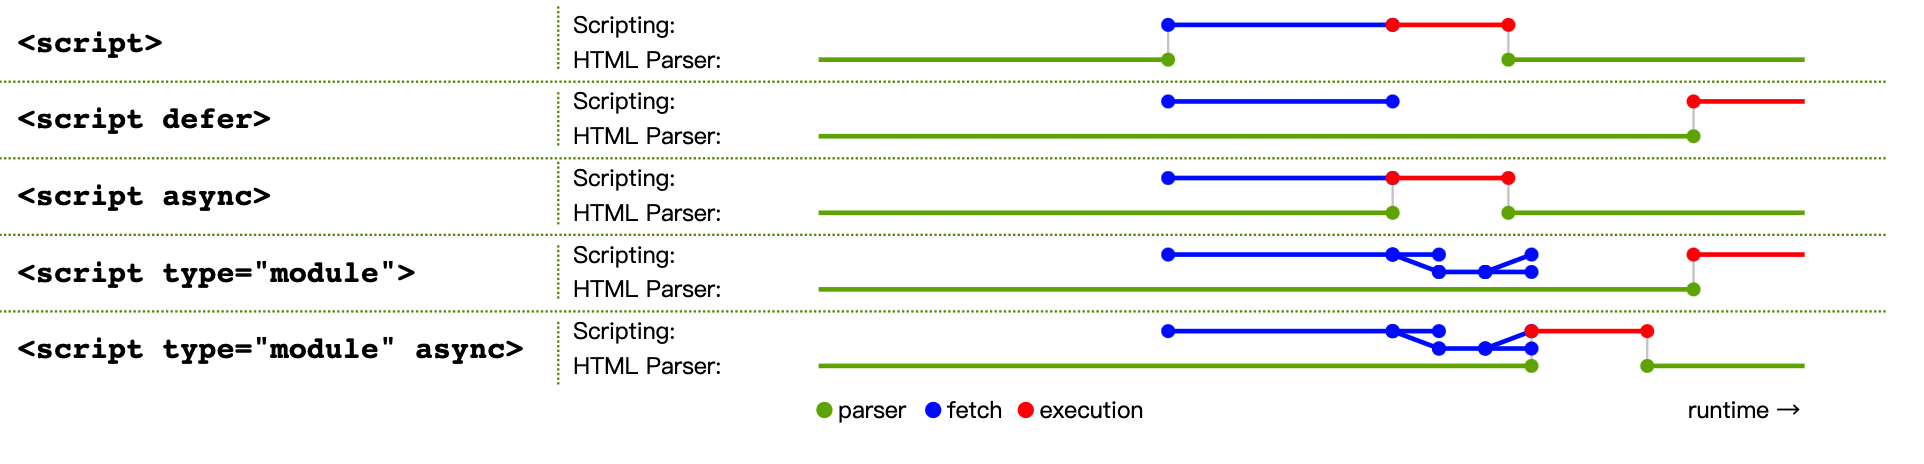 <script>
Scripting:
HTML Parser:
<script defer>
Scripting:
HTML Parser:
<script async>
Scripting:
HTML Parser:
<script type="module">
Scripting:
HTML Parser:
<script type="module" async>
Scripting:
HTML Parser:
parser fetch execution runtime →